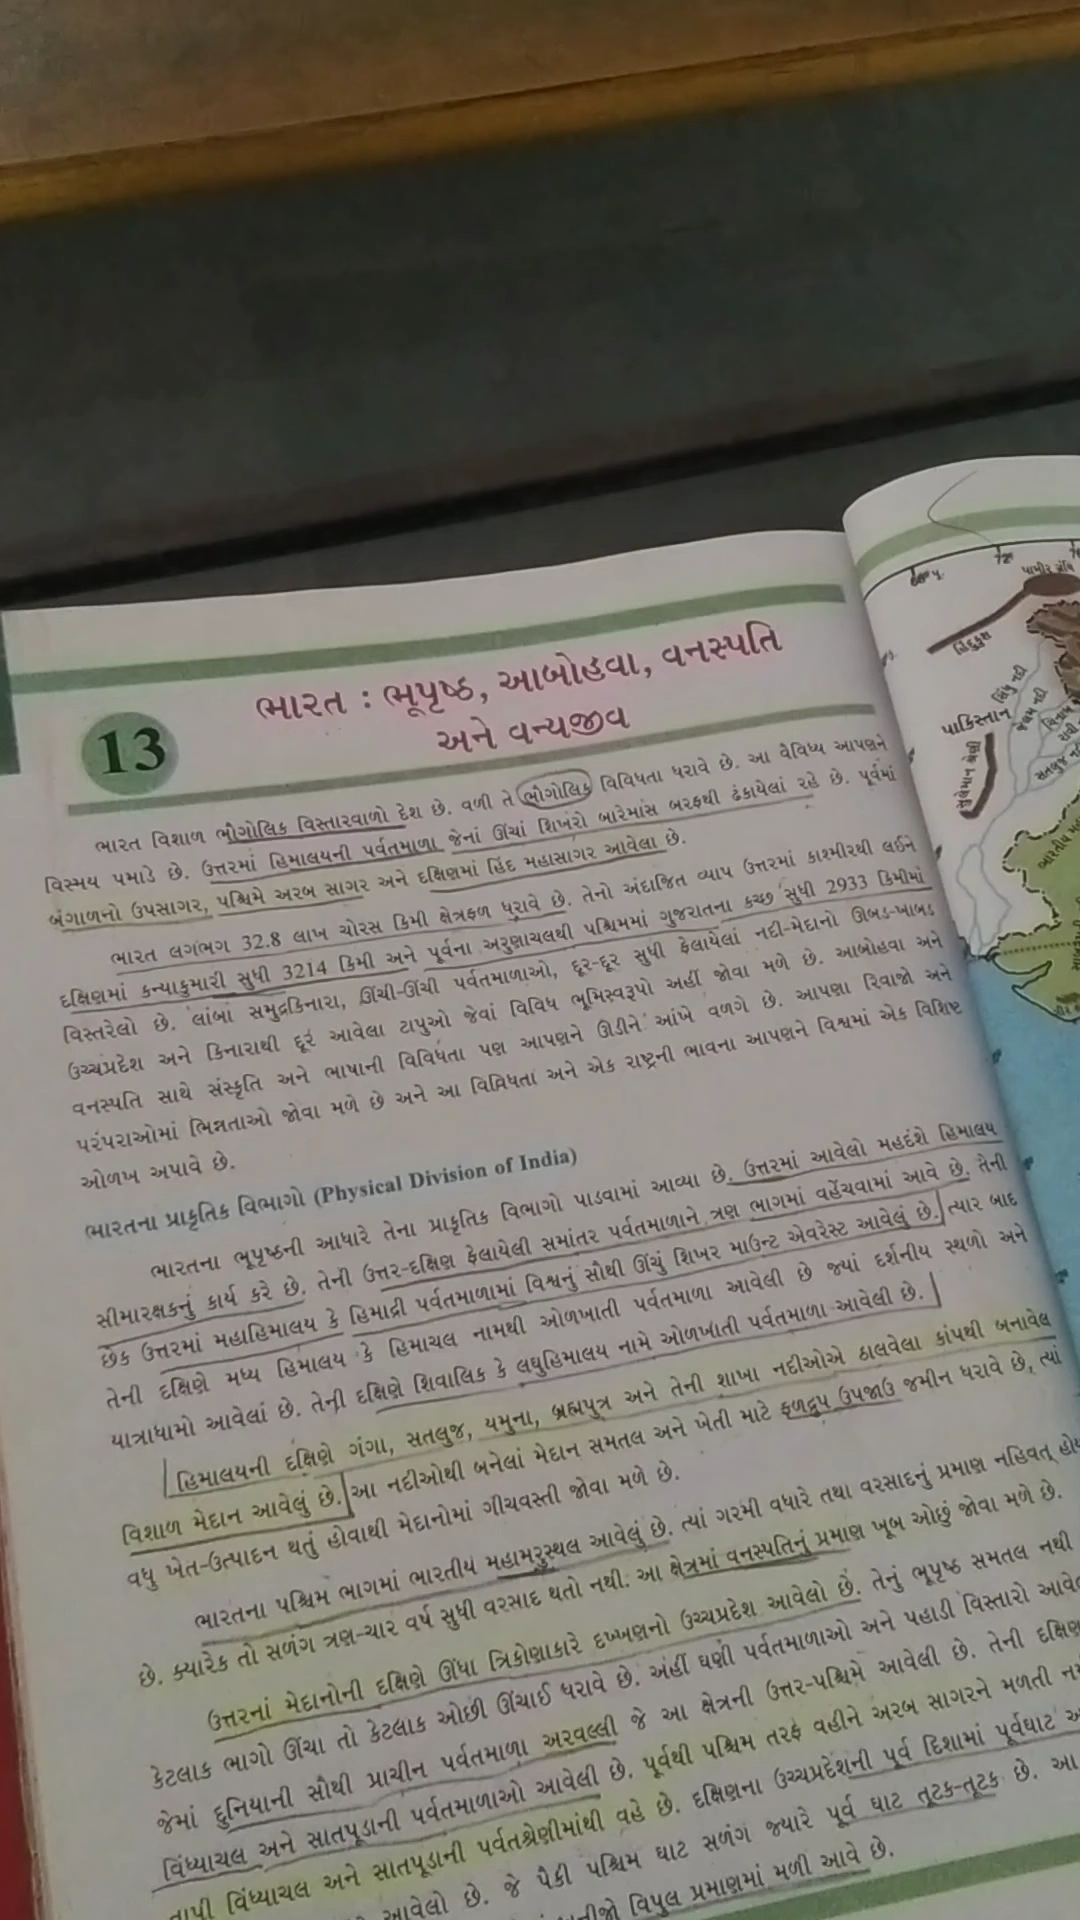 13
ભારત : ભૂપૃષ્ઠ, આબોહવા, વનસ્પતિ
અને વન્યજીવ
ભારત વિશાળ ભૌગોલિક વિસ્તારવાળો દેશ છે. વળી તે ભૌગોલિક વિવિધતા ધરાવે છે. આ વૈવિધ્ય આપણને
વિસ્મય પમાડે છે. ઉત્તરમાં હિમાલયની પર્વતમાળા જેનાં ઊંચાં શિખરો બારેમાસ બરફથી ઢંકાયેલાં રહે છે. પૂર્વમાં
બંગાળનો ઉપસાગર, પશ્ચિમે અરબ સાગર અને દક્ષિણમાં હિંદ મહાસાગર આવેલા છે.
ભારત લગભગ 32.8 લાખ ચોરસ કિમી ક્ષેત્રફળ ધરાવે છે. તેનો અંદાજિત વ્યાપ ઉત્તરમાં કાશ્મીરથી લઈને
દક્ષિણમાં કન્યાકુમારી સુધી 3214 કિમી અને પૂર્વના અરુણાચલથી પશ્ચિમમાં ગુજરાતના કચ્છ સુધી 2933 કિમીમાં
વિસ્તરેલો છે. લાંબા સમુદ્રકિનારા, ઊંચી-ઊંચી પર્વતમાળાઓ, દૂર-દૂર સુધી ફેલાયેલાં નદી-મેદાનો ઊબડ-ખાબડ
ઉચ્ચપ્રદેશ અને કિનારાથી દૂર આવેલા ટાપુઓ જેવાં વિવિધ ભૂમિસ્વરૂપો અહીં જોવા મળે છે. આબોહવા અને
વનસ્પતિ સાથે સંસ્કૃતિ અને ભાષાની વિવિધતા પણ આપણને ઊડીને આંખે વળગે છે. આપણા રિવાજો અને
પરંપરાઓમાં ભિન્નતાઓ જોવા મળે છે અને આ વિવિધતા અને એક રાષ્ટ્રની ભાવના આપણને વિશ્વમાં એક વિશિષ્ટ
ઓળખ અપાવે છે.
ભારતના પ્રાકૃતિક વિભાગો (Physical Division of India)
ભારતના ભૂપૃષ્ઠની આધારે તેના પ્રાકૃતિક વિભાગો પાડવામાં આવ્યા છે. ઉત્તરમાં આવેલો મહદંશે હિમાલય
સીમારક્ષકનું કાર્ય કરે છે. તેની ઉત્તર-દક્ષિણ ફેલાયેલી સમાંતર પર્વતમાળાને ત્રણ ભાગમાં વહેંચવામાં આવે છે. તેની
છેક ઉત્તરમાં મહાહિમાલય કે હિમાદ્રી પર્વતમાળામાં વિશ્વનું સૌથી ઊંચું શિખર માઉન્ટ એવરેસ્ટ આવેલું છે. ત્યાર બાદ
તેની દક્ષિણે મધ્ય હિમાલય કે હિમાચલ નામથી ઓળખાતી પર્વતમાળા આવેલી છે જ્યાં દર્શનીય સ્થળો અને
યાત્રાધામો આવેલાં છે. તેની દક્ષિણે શિવાલિક કે લઘુહિમાલય નામે ઓળખાતી પર્વતમાળા આવેલી છે.
હિમાલયની દક્ષિણે ગંગા, સતલુજ, યમુના, બ્રહ્મપુત્ર અને તેની શાખા નદીઓએ ઠાલવેલા કાંપથી બનાવેલ
વિશાળ મેદાન આવેલું છે. આ નદીઓથી બનેલાં મેદાન સમતલ અને ખેતી માટે ફળદ્રુપ ઉપજાઉ જમીન ધરાવે છે, ત્યાં
વધુ ખેત-ઉત્પાદન થતું હોવાથી મેદાનોમાં ગીચવસ્તી જોવા મળે છે.
ભારતના પશ્ચિમ ભાગમાં ભારતીય મહામરુસ્થલ આવેલું છે. ત્યાં ગરમી વધારે તથા વરસાદનું પ્રમાણ નહિવત્ હોય
છે. ક્યારેક તો સળંગ ત્રણ-ચાર વર્ષ સુધી વરસાદ થતો નથી. આ ક્ષેત્રમાં વનસ્પતિનું પ્રમાણ ખૂબ ઓછું જોવા મળે છે.
ઉત્તરનાં મેદાનોની દક્ષિણે ઊંધા ત્રિકોણાકારે દખ્ખણનો ઉચ્ચપ્રદેશ આવેલો છે. તેનું ભૂપૃષ્ઠ સમતલ નથી
કેટલાક ભાગો ઊંચા તો કેટલાક ઓછી ઊંચાઈ ધરાવે છે. અહીં ઘણી પર્વતમાળાઓ અને પહાડી વિસ્તારો
જેમાં દુનિયાની સૌથી પ્રાચીન પર્વતમાળા અરવલ્લી જે આ ક્ષેત્રની ઉત્તર-પશ્ચિમે આવેલી છે. તેની
વિંધ્યાચલ અને સાતપૂડાની પર્વતમાળાઓ આવેલી છે. પૂર્વથી પશ્ચિમ તરફ વહીને અરબ સાગરને મળતી
તાપી વિંધ્યાચલ અને સાતપૂડાની પર્વતશ્રેણીમાંથી વહે છે. દક્ષિણના ઉચ્ચપ્રદેશની પૂર્વ દિશામાં પૂર્વઘાટ
આવેલો છે. જે પૈકી પશ્ચિમ ઘાટ સળંગ જ્યારે પૂર્વ ઘાટ તૂટક-તૂટક છે. આ
વિપુલ પ્રમાણમાં મળી આવે છે.
હિંદુકુશ
સિંધુ નદી
જેલમ નદી
પાકિસ્તાન
સુલેમાન શ્રેણી